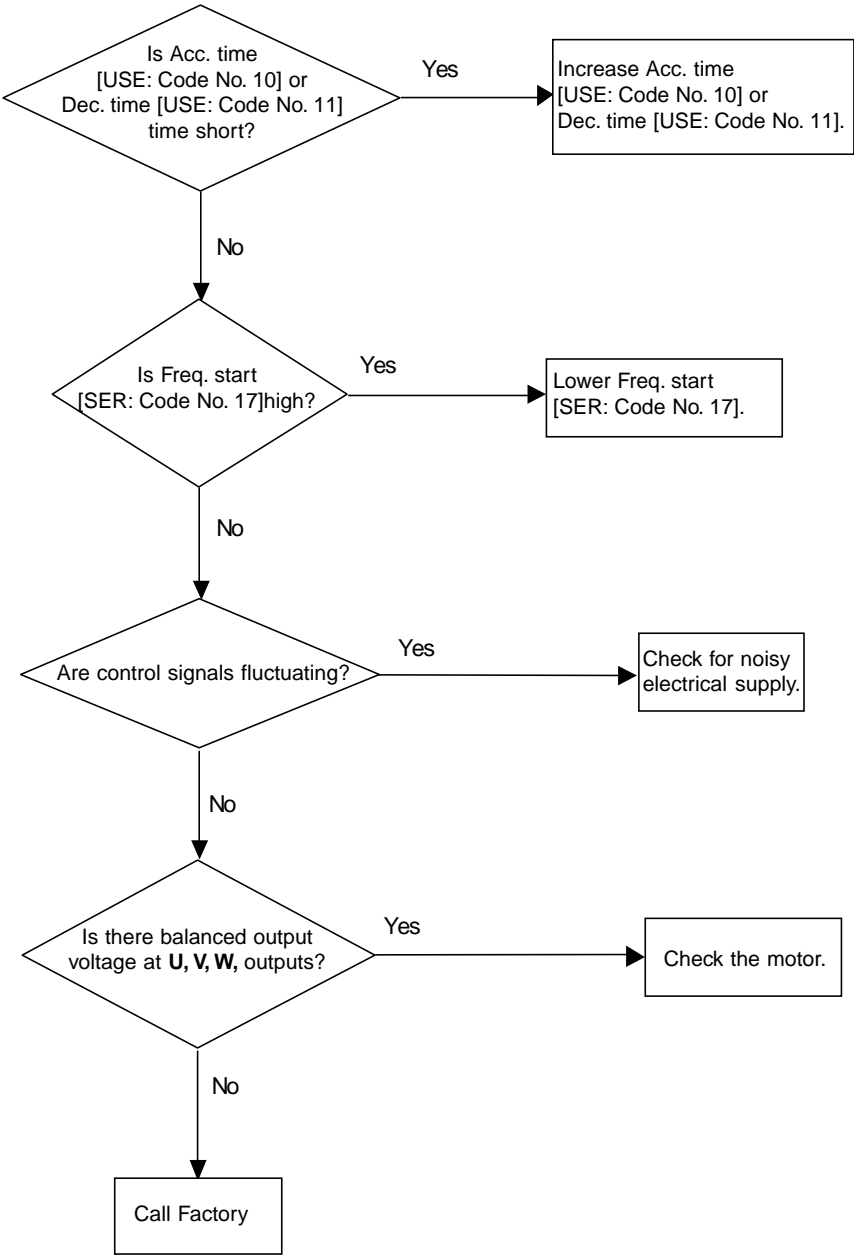 Is Acc. time
[USE: Code No. 10] or
Dec. time [USE: Code No. 11]
time short?
Yes
Increase Acc. time
[USE: Code No. 10] or
Dec. time [USE: Code No. 11].
No
Is Freq. start
[SER: Code No. 17]high?
Yes
Lower Freq. start
[SER: Code No. 17].
No
Are control signals fluctuating?
Yes
Check for noisy
electrical supply.
No
Is there balanced output
voltage at U, V, W, outputs?
Yes
Check the motor.
No
Call Factory